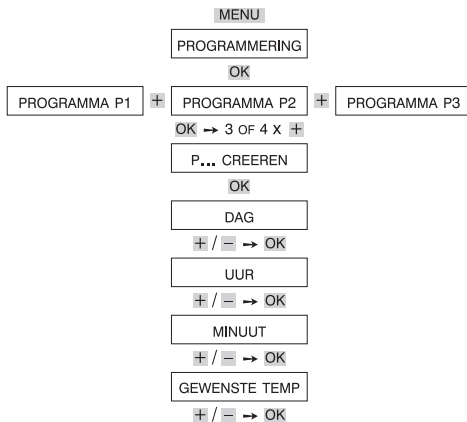 MENU
PROGRAMMERING
OK
PROGRAMMA P1 + PROGRAMMA P2 + PROGRAMMA P3
OK → 3 OF 4 X +
P... CREEREN
OK
DAG
+ / − → OK
UUR
+ / − → OK
MINUUT
+ / − → OK
GEWENSTE TEMP
+ / − → OK